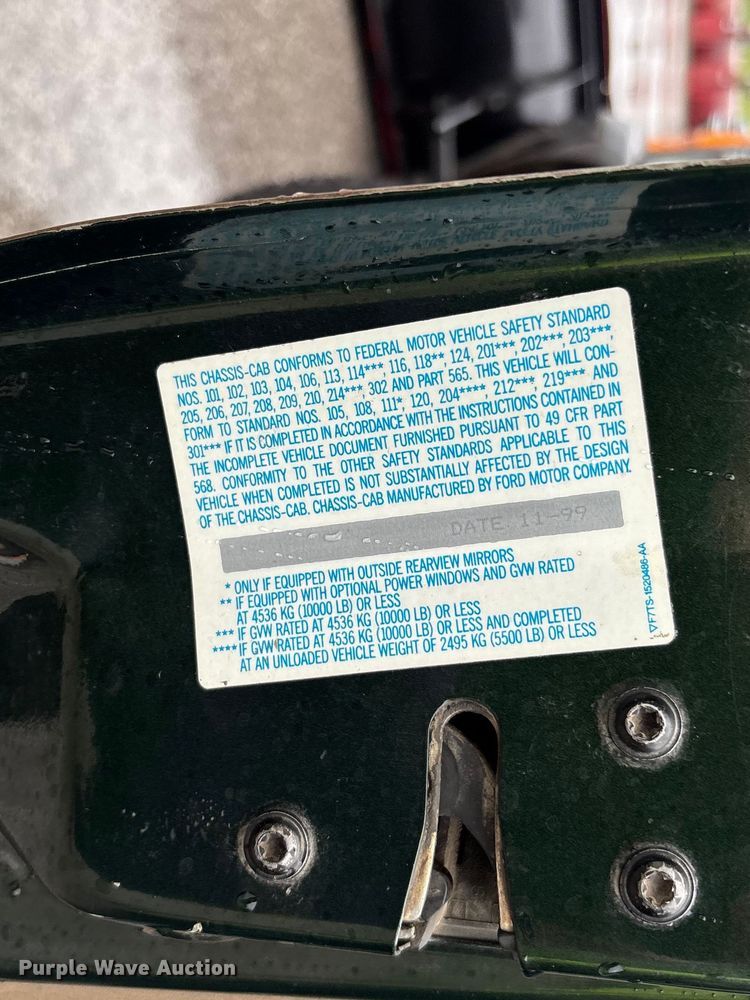 THIS CHASSIS-CAB CONFORMS TO FEDERAL MOTOR VEHICLE SAFETY STANDARD
NOS. 101, 102, 103, 104, 106, 113, 114***, 116, 118**, 124, 201***, 202***, 203***,
205, 206, 207, 208, 209, 210, 214*** 302 AND PART 565. THIS VEHICLE WILL CON-
FORM TO STANDARD NOS. 105, 108, 111*, 120, 204****, 212***, 219*** AND
301*** IF IT IS COMPLETED IN ACCORDANCE WITH THE INSTRUCTIONS CONTAINED IN
THE INCOMPLETE VEHICLE DOCUMENT FURNISHED PURSUANT TO 49 CFR PART
568. CONFORMITY TO THE OTHER SAFETY STANDARDS APPLICABLE TO THIS
VEHICLE WHEN COMPLETED IS NOT SUBSTANTIALLY AFFECTED BY THE DESIGN
OF THE CHASSIS-CAB. CHASSIS-CAB MANUFACTURED BY FORD MOTOR COMPANY.
DATE 11-99
* ONLY IF EQUIPPED WITH OUTSIDE REARVIEW MIRRORS
** IF EQUIPPED WITH OPTIONAL POWER WINDOWS AND GVW RATED
AT 4536 KG (10000 LB) OR LESS
*** IF GVW RATED AT 4536 KG (10000 LB) OR LESS
**** IF GVW RATED AT 4536 KG (10000 LB) OR LESS AND COMPLETED
AT AN UNLOADED VEHICLE WEIGHT OF 2495 KG (5500 LB) OR LESS
F7TS-1520486-AA
Purple Wave Auction